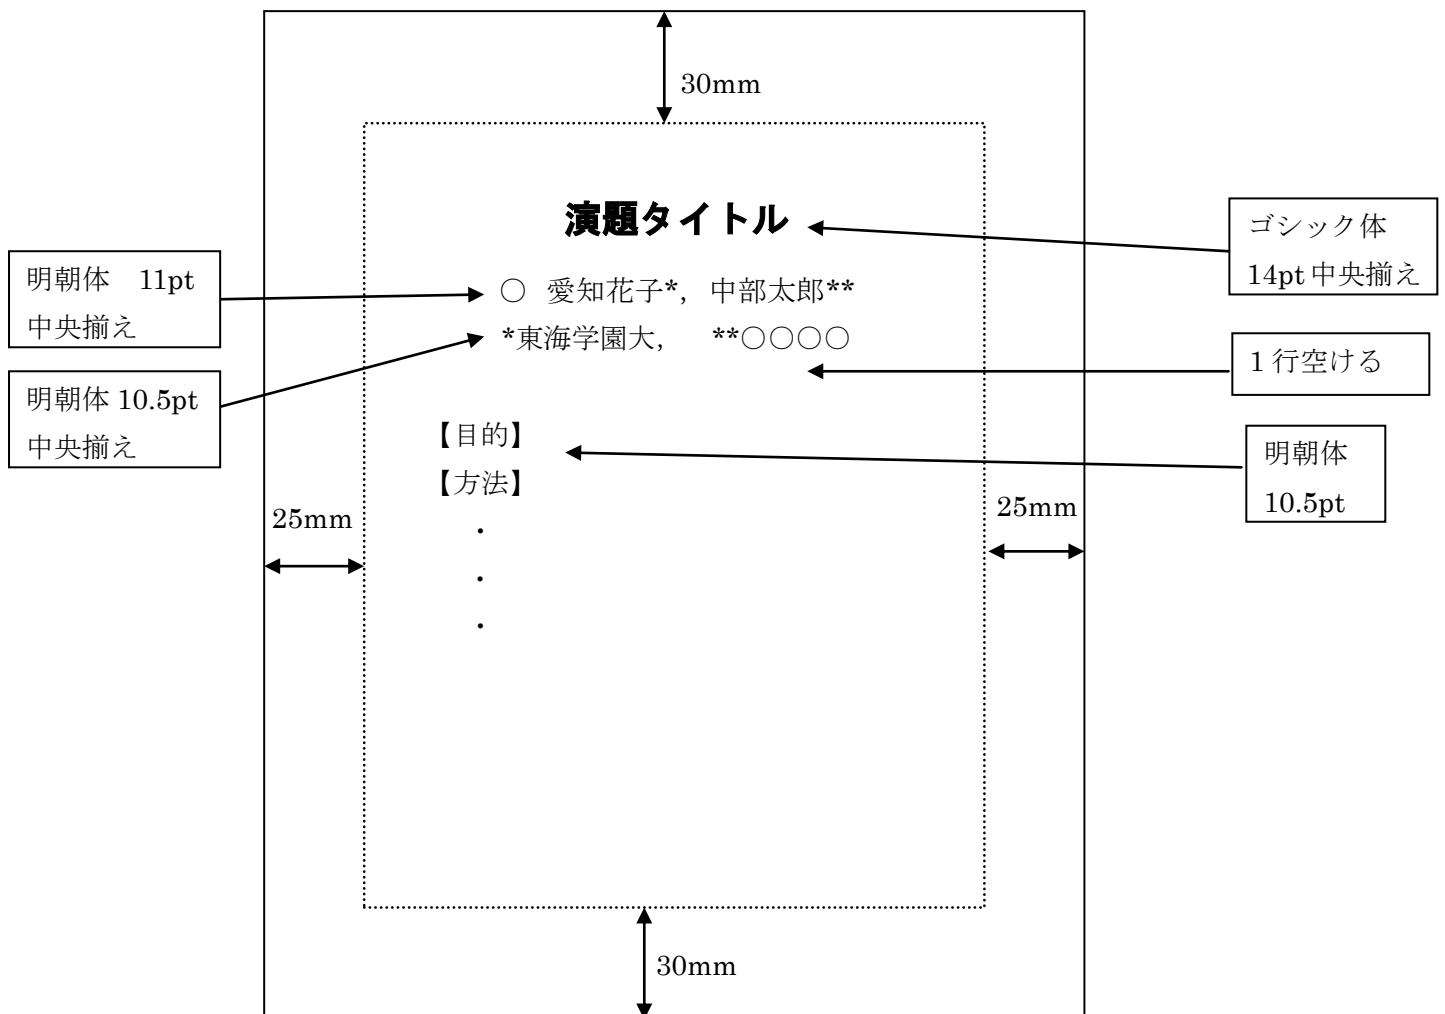 30mm
演題タイトル
ゴシック体
14pt 中央揃え
明朝体　11pt
中央揃え
○ 愛知花子*，中部太郎**
*東海学園大，　**○○○○
1 行空ける
明朝体 10.5pt
中央揃え
【目的】
【方法】
・
・
・
明朝体
10.5pt
25mm
25mm
30mm